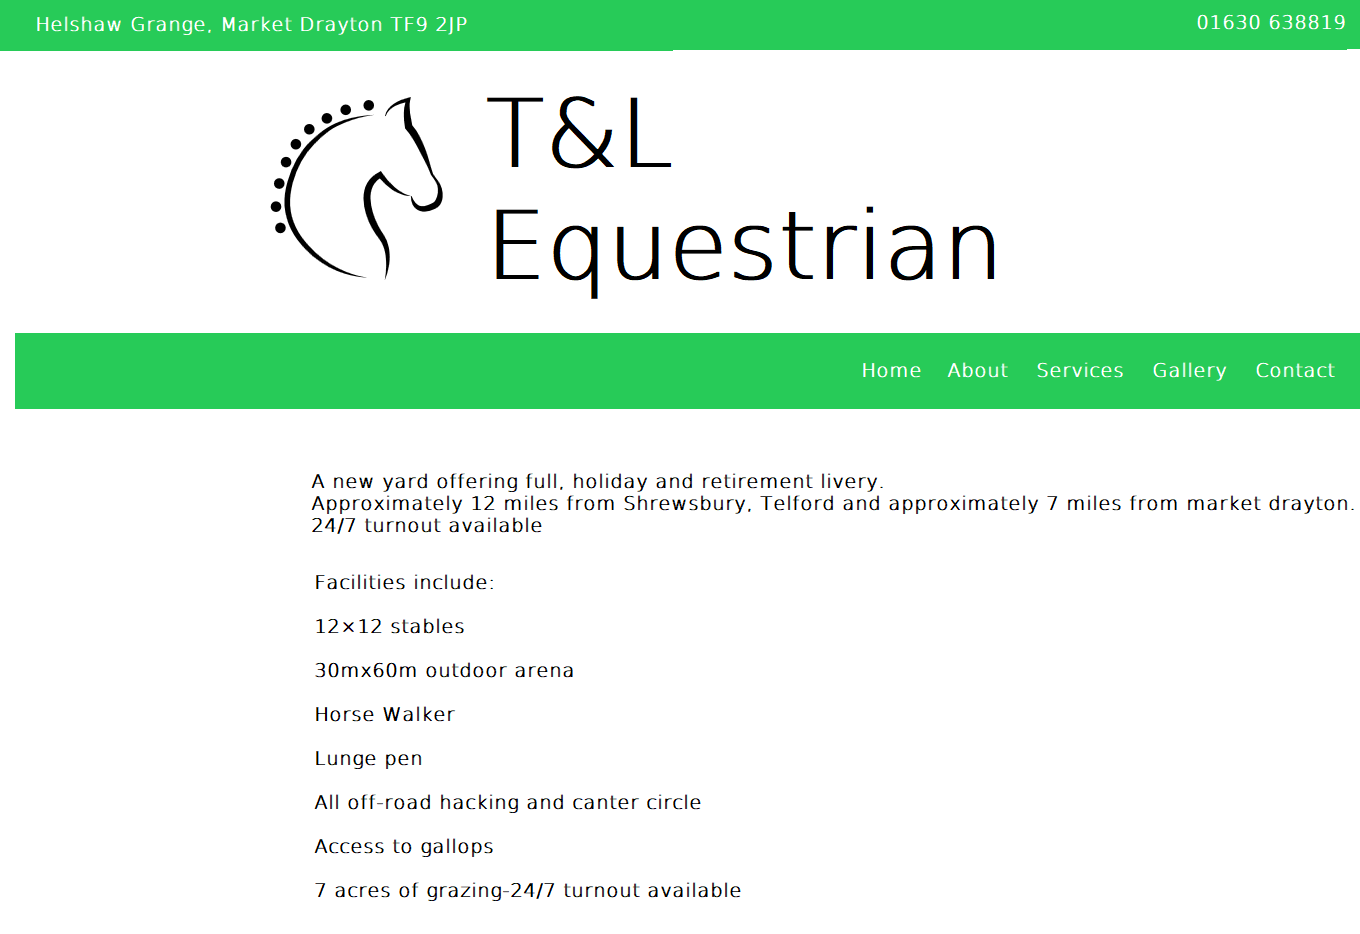 Helshaw Grange, Market Drayton TF9 2JP
01630 638819
T&L
Equestrian
Home About Services Gallery Contact
A new yard offering full, holiday and retirement livery.
Approximately 12 miles from Shrewsbury, Telford and approximately 7 miles from market drayton.
24/7 turnout available
Facilities include:
12×12 stables
30mx60m outdoor arena
Horse Walker
Lunge pen
All off-road hacking and canter circle
Access to gallops
7 acres of grazing-24/7 turnout available